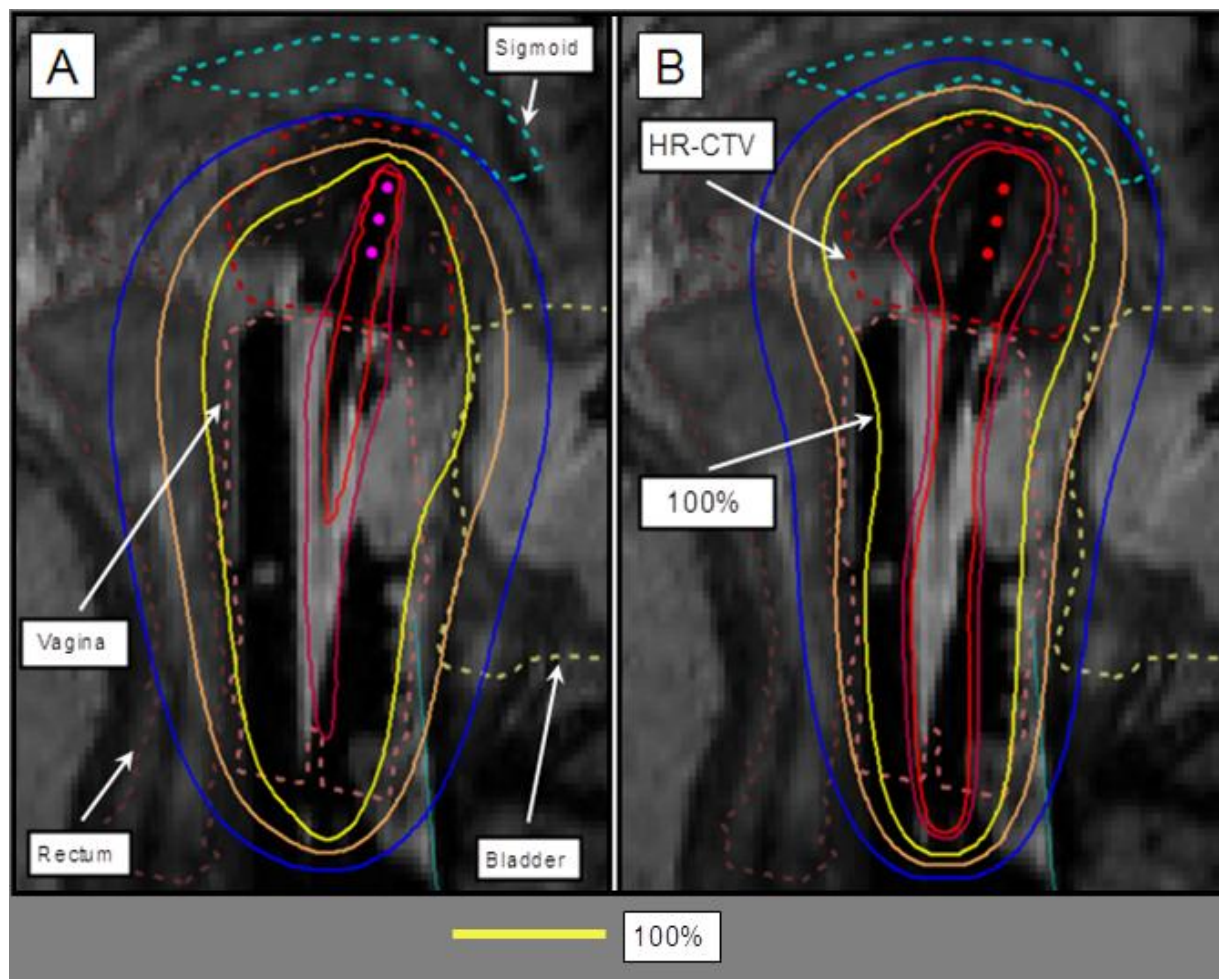 A
Sigmoid
B
HR-CTV
100%
Vagina
Rectum
Bladder
100%